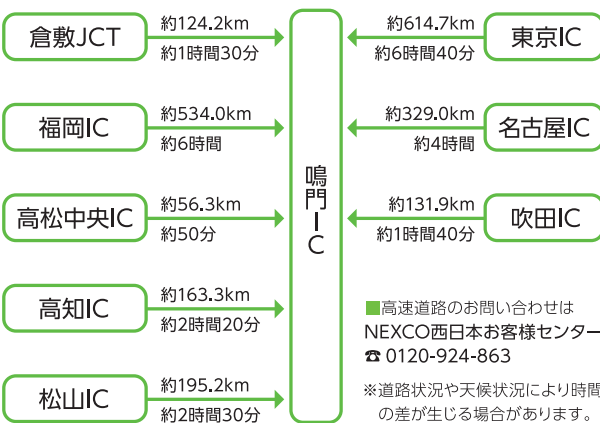 倉敷JCT
約124.2km
約1時間30分
福岡IC
約534.0km
約6時間
高松中央IC
約56.3km
約50分
高知IC
約163.3km
約2時間20分
松山IC
約195.2km
約2時間30分
鳴門IC
約614.7km
約6時間40分
東京IC
約329.0km
約4時間
名古屋IC
約131.9km
約1時間40分
吹田IC
■高速道路のお問い合わせは
NEXCO西日本お客様センター
☎ 0120-924-863
※道路状況や天候状況により時間
の差が生じる場合があります。